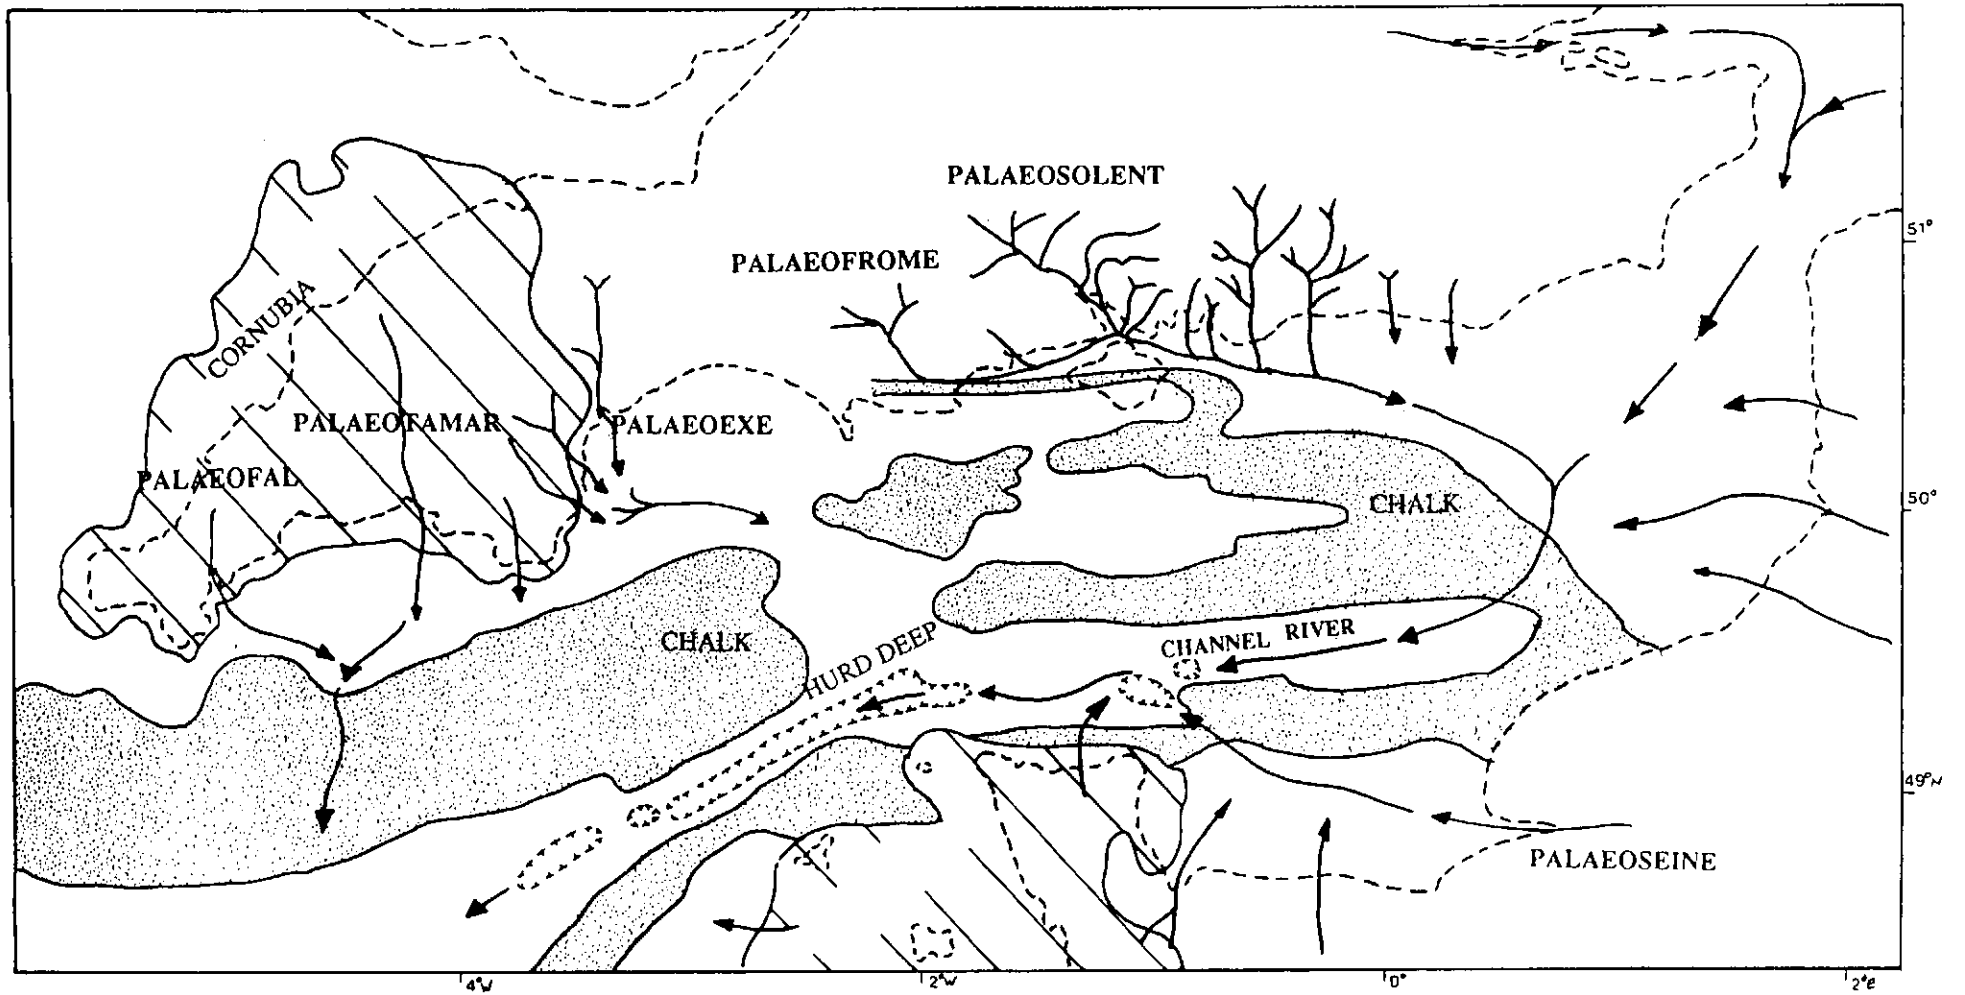 PALAEOSOLENT
51°
PALAEOFROME
CORNUBIA
PALAEOTAMAR
PALAEOEXE
PALAEOFAL
50°
CHALK
CHALK
HURD DEEP
CHANNEL RIVER
49°N
PALAEOSEINE
4°W
2°W
0°
2°e